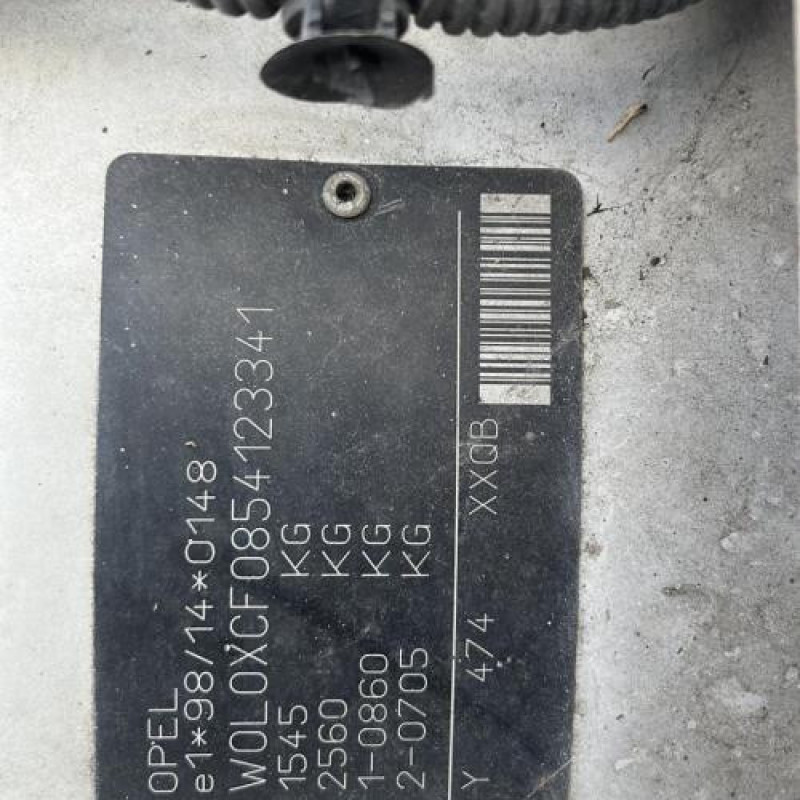 OPEL
e1*98/14*0148
W0L0XCF0854123341
1545 KG
2560 KG
1-0860 KG
2-0705 KG
Y 474 XXQB